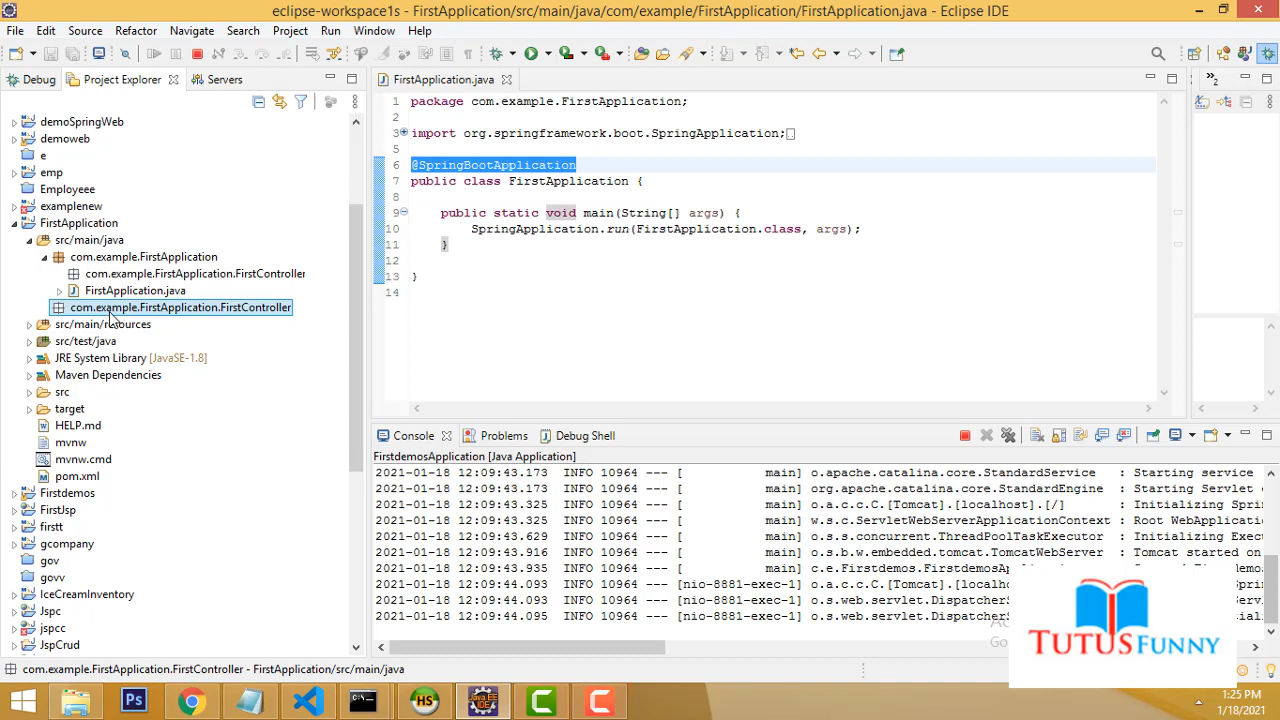 eclipse-workspace1s - FirstApplication/src/main/java/com/example/FirstApplication/FirstApplication.java - Eclipse IDE
File Edit Source Refactor Navigate Search Project Run Window Help
Debug Project Explorer Servers
demoSpringWeb
demoweb
e
emp
Employeee
examplenew
FirstApplication
src/main/java
com.example.FirstApplication
com.example.FirstApplication.FirstController
FirstApplication.java
com.example.FirstApplication.FirstController
src/main/resources
src/test/java
JRE System Library [JavaSE-1.8]
Maven Dependencies
src
target
HELP.md
mvnw
mvnw.cmd
pom.xml
Firstdemos
FirstJsp
firstt
gcompany
gov
govv
IceCreamInventory
Jspc
jspcc
JspCrud
FirstApplication.java
1 package com.example.FirstApplication;
2
3 import org.springframework.boot.SpringApplication;
5
6 @SpringBootApplication
7 public class FirstApplication {
8
9 public static void main(String[] args) {
10 SpringApplication.run(FirstApplication.class, args);
11 }
12
13 }
14
2
Console Problems Debug Shell
FirstdemosApplication [Java Application]
2021-01-18 12:09:43.173 INFO 10964 --- [ main] o.apache.catalina.core.StandardService : Starting service
2021-01-18 12:09:43.173 INFO 10964 --- [ main] org.apache.catalina.core.StandardEngine : Starting Servlet
2021-01-18 12:09:43.325 INFO 10964 --- [ main] o.a.c.c.C.[Tomcat].[localhost].[/] : Initializing Spri
2021-01-18 12:09:43.325 INFO 10964 --- [ main] w.s.c.ServletWebServerApplicationContext : Root WebApplicati
2021-01-18 12:09:43.629 INFO 10964 --- [ main] o.s.s.concurrent.ThreadPoolTaskExecutor : Initializing Exec
2021-01-18 12:09:43.916 INFO 10964 --- [ main] o.s.b.w.embedded.tomcat.TomcatWebServer : Tomcat started on
2021-01-18 12:09:43.935 INFO 10964 --- [ main] c.e.Firstdemos.FirstdemosApplicati
2021-01-18 12:09:44.093 INFO 10964 --- [nio-8881-exec-1] o.a.c.c.C.[Tomcat].[localho
2021-01-18 12:09:44.093 INFO 10964 --- [nio-8881-exec-1] o.s.web.servlet.DispatcherS
2021-01-18 12:09:44.095 INFO 10964 --- [nio-8881-exec-1] o.s.web.servlet.DispatcherS
TUTUSFUNNY
com.example.FirstApplication.FirstController - FirstApplication/src/main/java
Ps
HS
Java EE IDE
C
C
1:25 PM
1/18/2021